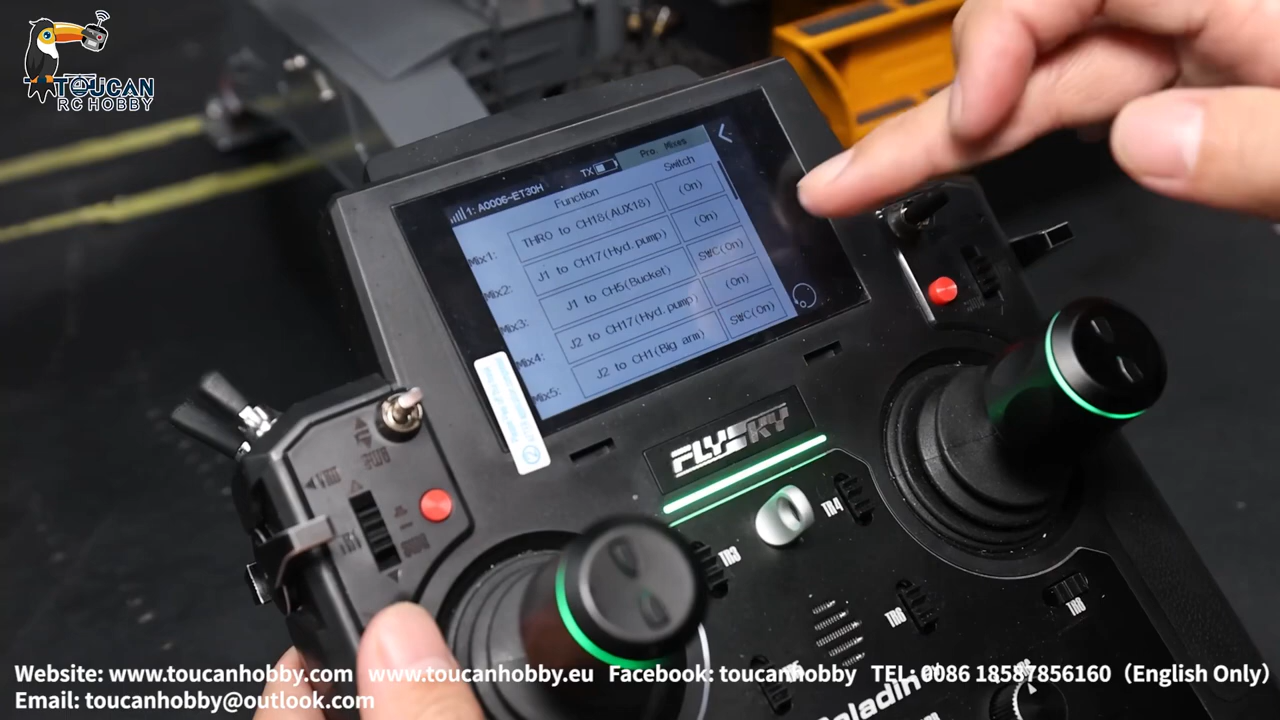 TOUCAN
RC HOBBY
TX
Pro. Mixes
1: A0006-ET30H
Function
Switch
Mix1: THRO to CH18(AUX18) (On)
Mix2: J1 to CH17(Hyd. pump) (On)
Mix3: J1 to CH5(Bucket) SWC(On)
Mix4: J2 to CH17(Hyd. pump) (On)
Mix5: J2 to CH1(Big arm) SWC(On)
FLYSKY
TR4
TR3
TR6
TR8
Website: www.toucanhobby.com www.toucanhobby.eu Facebook: toucanhobby TEL: 0086 18587856160 (English Only)
Email: toucanhobby@outlook.com